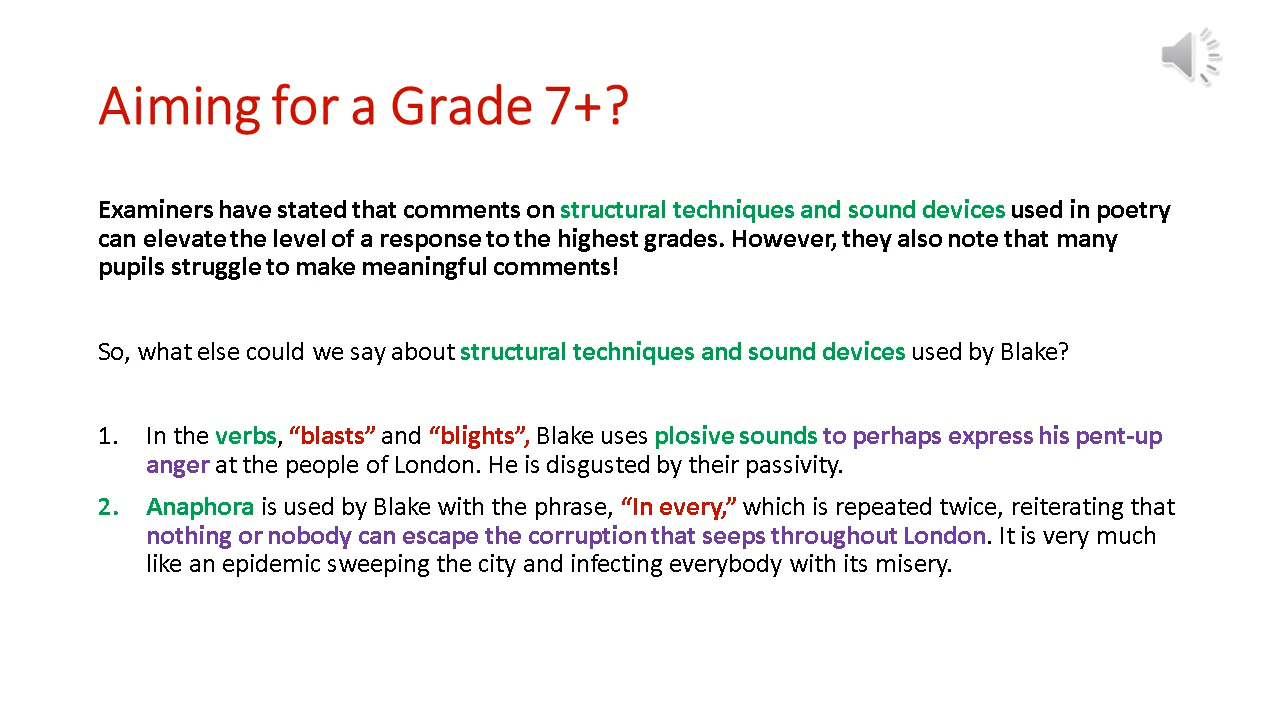 Aiming for a Grade 7+?
Examiners have stated that comments on structural techniques and sound devices used in poetry
can elevate the level of a response to the highest grades. However, they also note that many
pupils struggle to make meaningful comments!
So, what else could we say about structural techniques and sound devices used by Blake?
1. In the verbs, “blasts” and “blights”, Blake uses plosive sounds to perhaps express his pent-up
anger at the people of London. He is disgusted by their passivity.
2. Anaphora is used by Blake with the phrase, “In every,” which is repeated twice, reiterating that
nothing or nobody can escape the corruption that seeps throughout London. It is very much
like an epidemic sweeping the city and infecting everybody with its misery.